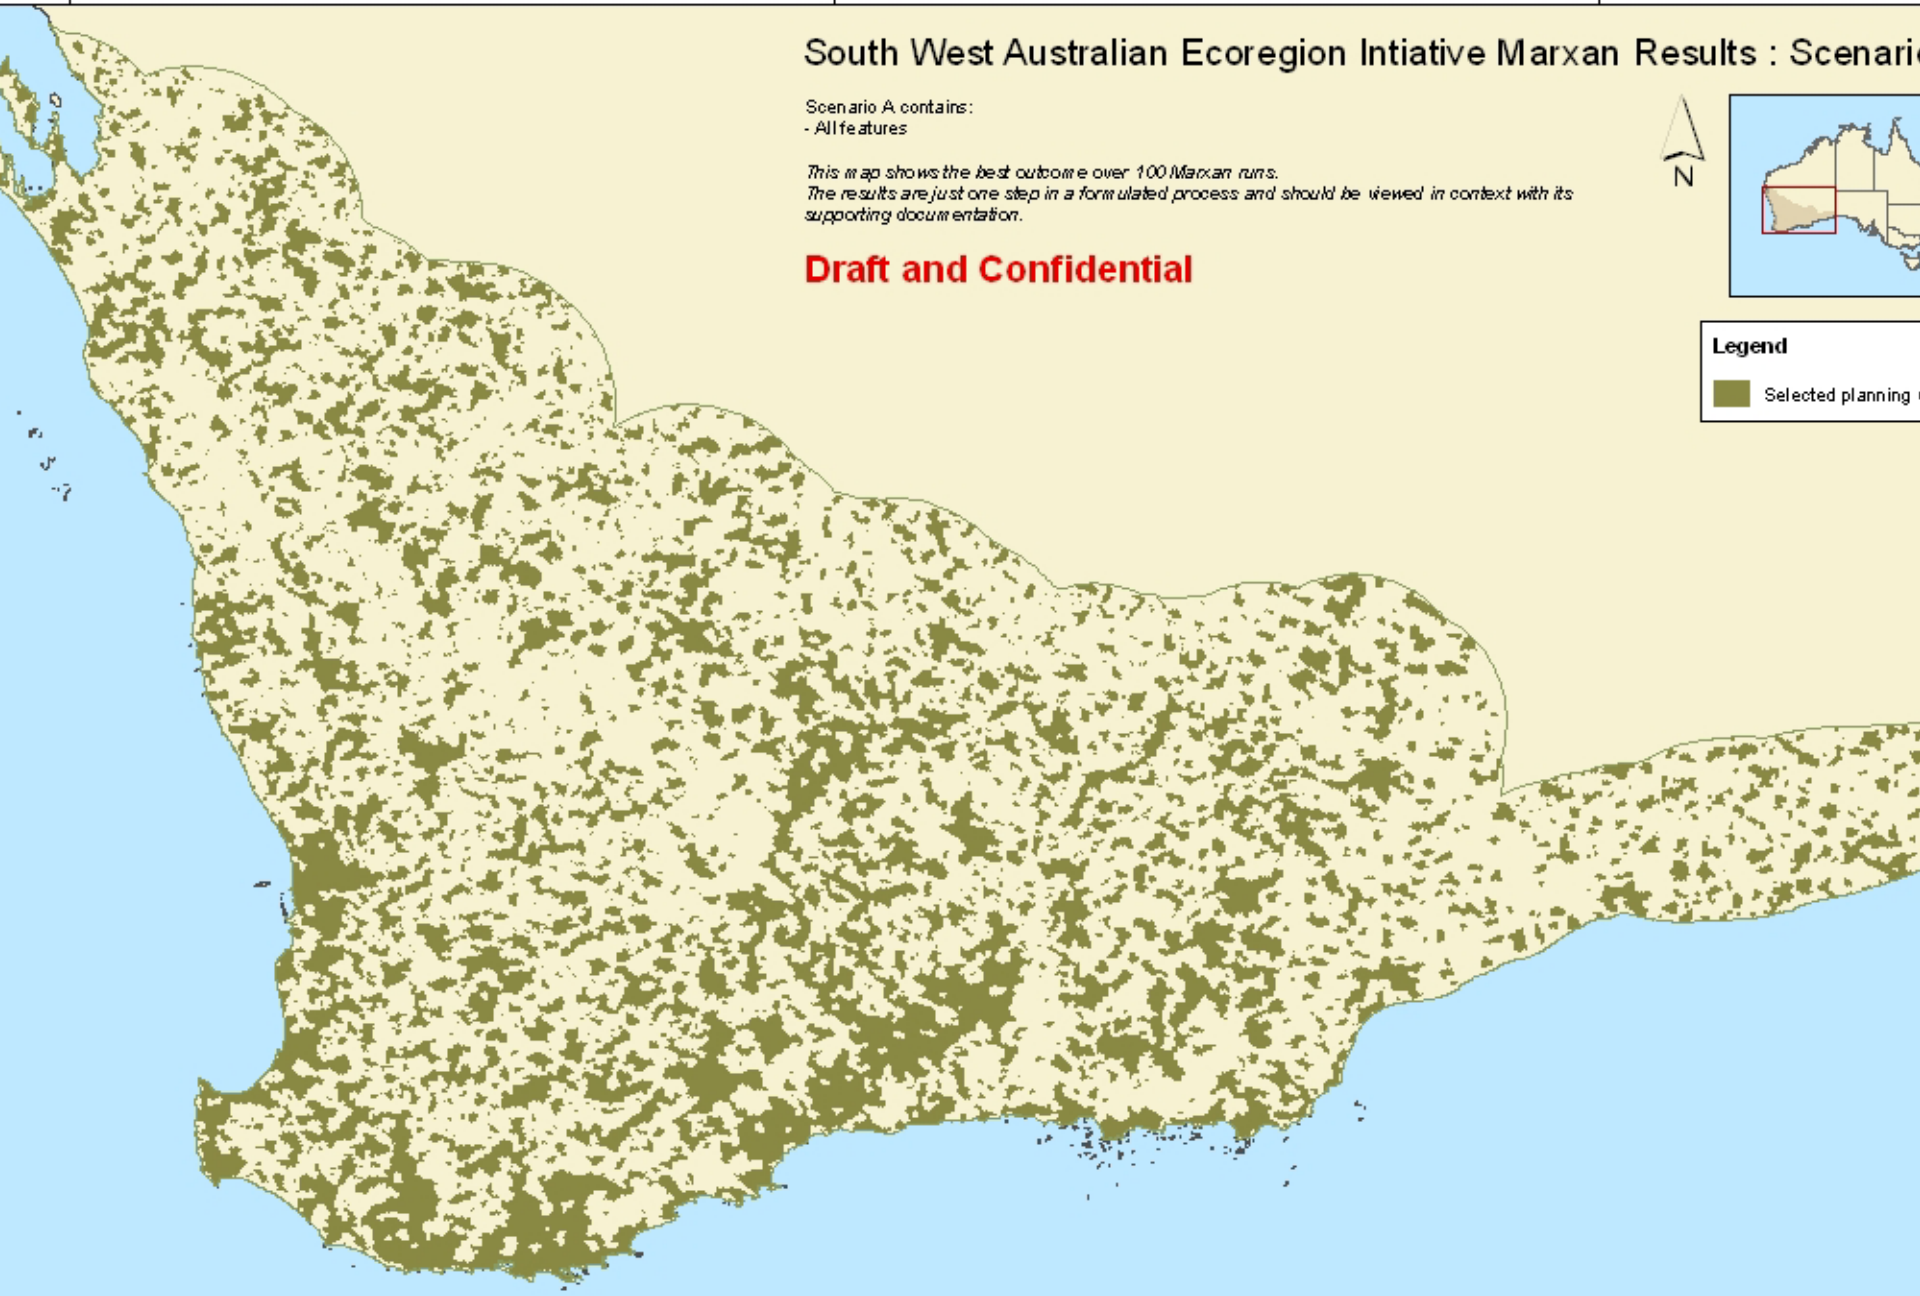 South West Australian Ecoregion Intiative Marxan Results : Scenario
Scenario A contains:
- All features
This map shows the best outcome over 100 Marxan runs.
The results are just one step in a formulated process and should be viewed in context with its
supporting documentation.
Draft and Confidential
N
Legend
Selected planning